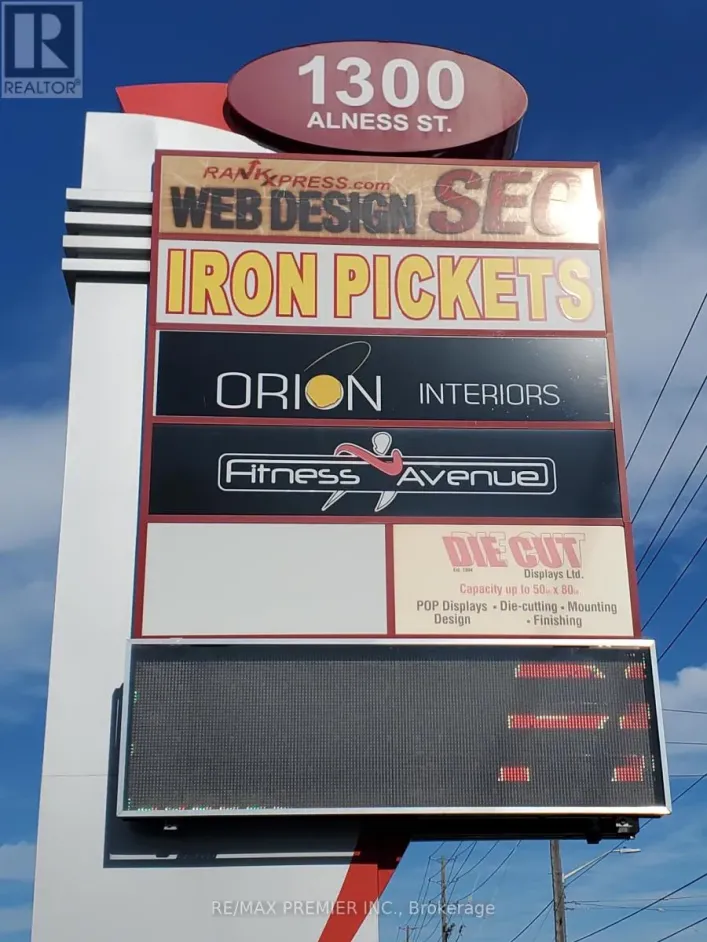 R
REALTOR®
1300
ALNESS ST.
RANKXPRESS.com
WEB DESIGN SEO
IRON PICKETS
ORION INTERIORS
Fitness Avenue
DIE CUT
Displays Ltd.
Capacity up to 50in x 80in
POP Displays • Die-cutting • Mounting
Design • Finishing
RE/MAX PREMIER INC., Brokerage